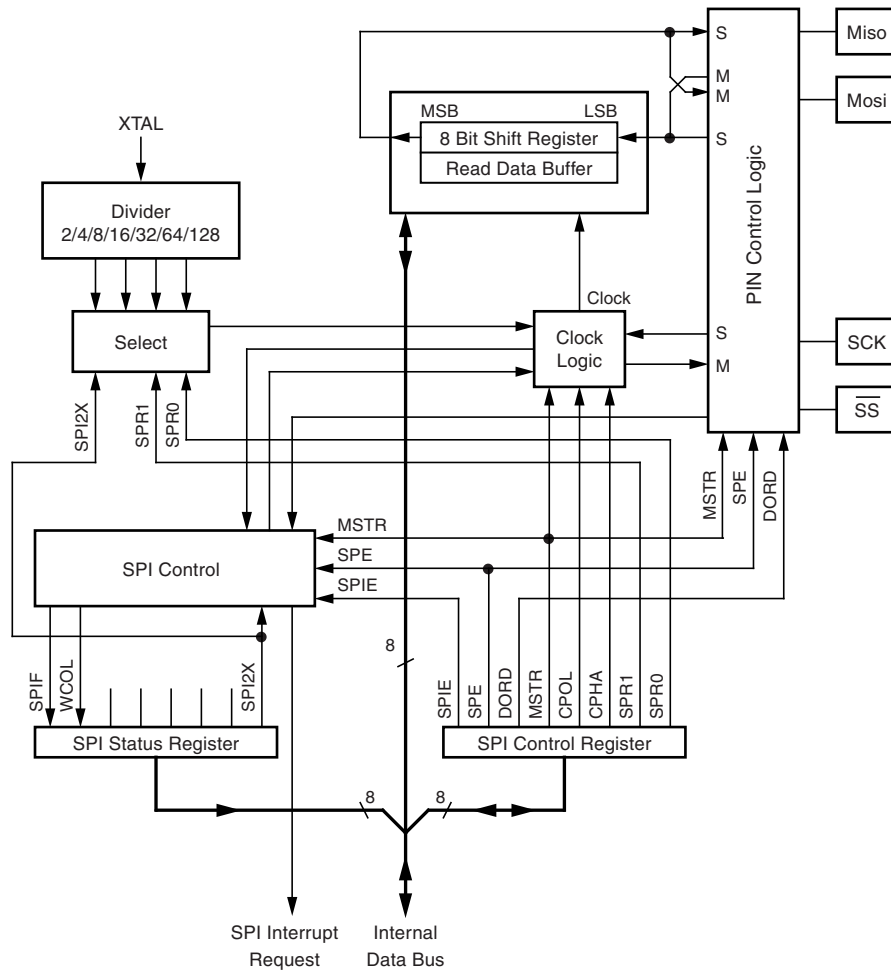 S
Miso
M
M
Mosi
MSB
LSB
8 Bit Shift Register
S
Read Data Buffer
XTAL
Divider
2/4/8/16/32/64/128
PIN Control Logic
Clock
Select
Clock
Logic
S
M
SCK
SS
SPI2X
SPR1
SPR0
MSTR
SPE
DORD
SPI Control
MSTR
SPE
SPIE
8
SPIF
WCOL
SPI2X
SPIE
SPE
DORD
MSTR
CPOL
CPHA
SPR1
SPR0
SPI Status Register
SPI Control Register
8
8
SPI Interrupt
Request
Internal
Data Bus